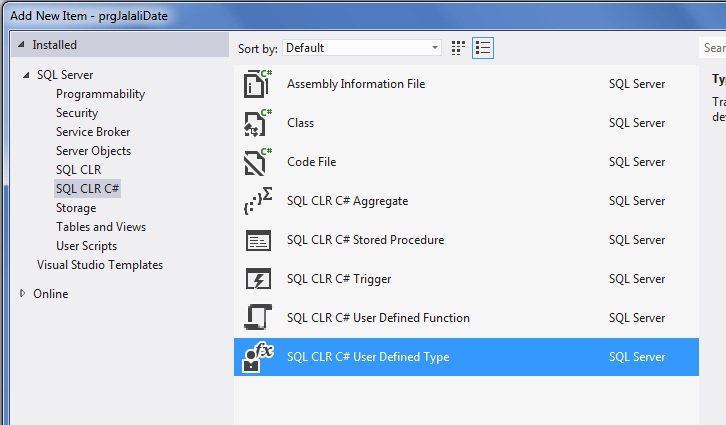 Add New Item - prgJalaliDate
Installed
SQL Server
Programmability
Security
Service Broker
Server Objects
SQL CLR
SQL CLR C#
Storage
Tables and Views
User Scripts
Visual Studio Templates
Online
Sort by: Default
Sear
C# Assembly Information File SQL Server
C# Class SQL Server
C# Code File SQL Server
SQL CLR C# Aggregate SQL Server
SQL CLR C# Stored Procedure SQL Server
SQL CLR C# Trigger SQL Server
SQL CLR C# User Defined Function SQL Server
fx SQL CLR C# User Defined Type SQL Server
Ty
Tra
def